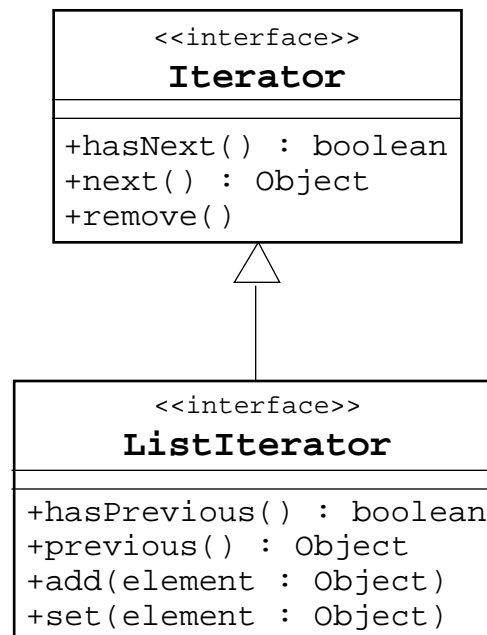 <<interface>>
Iterator
+hasNext() : boolean
+next() : Object
+remove()
<<interface>>
ListIterator
+hasPrevious() : boolean
+previous() : Object
+add(element : Object)
+set(element : Object)